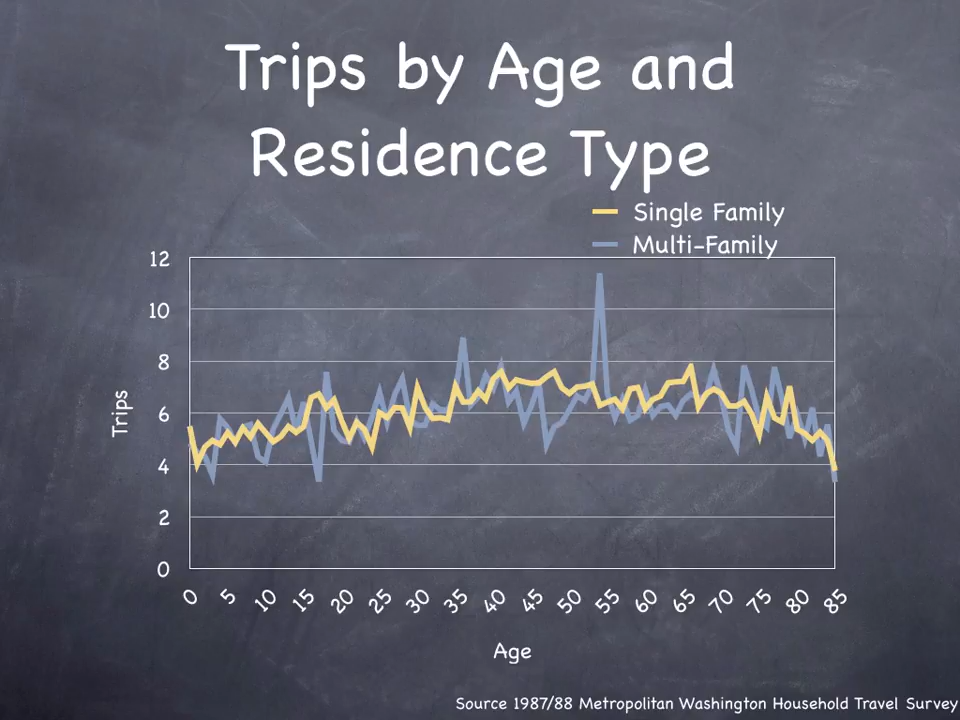 Trips by Age and
Residence Type
Single Family
Multi-Family
12
10
8
6
4
2
0
Trips
0 5 10 15 20 25 30 35 40 45 50 55 60 65 70 75 80 85
Age
Source 1987/88 Metropolitan Washington Household Travel Survey